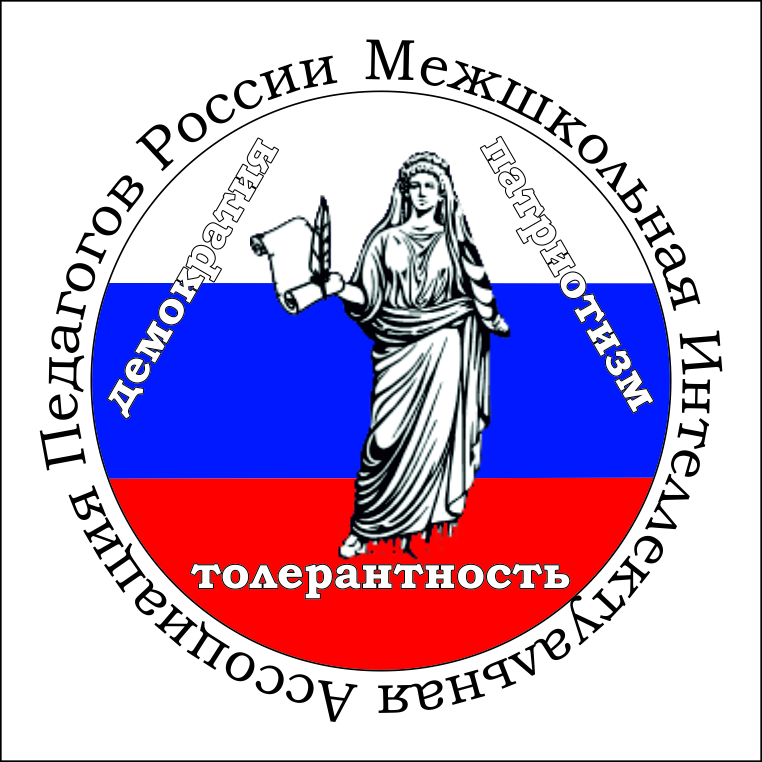 Межшкольная Интеллектуальная Ассоциация Педагогов России
демократия
патриотизм
толерантность